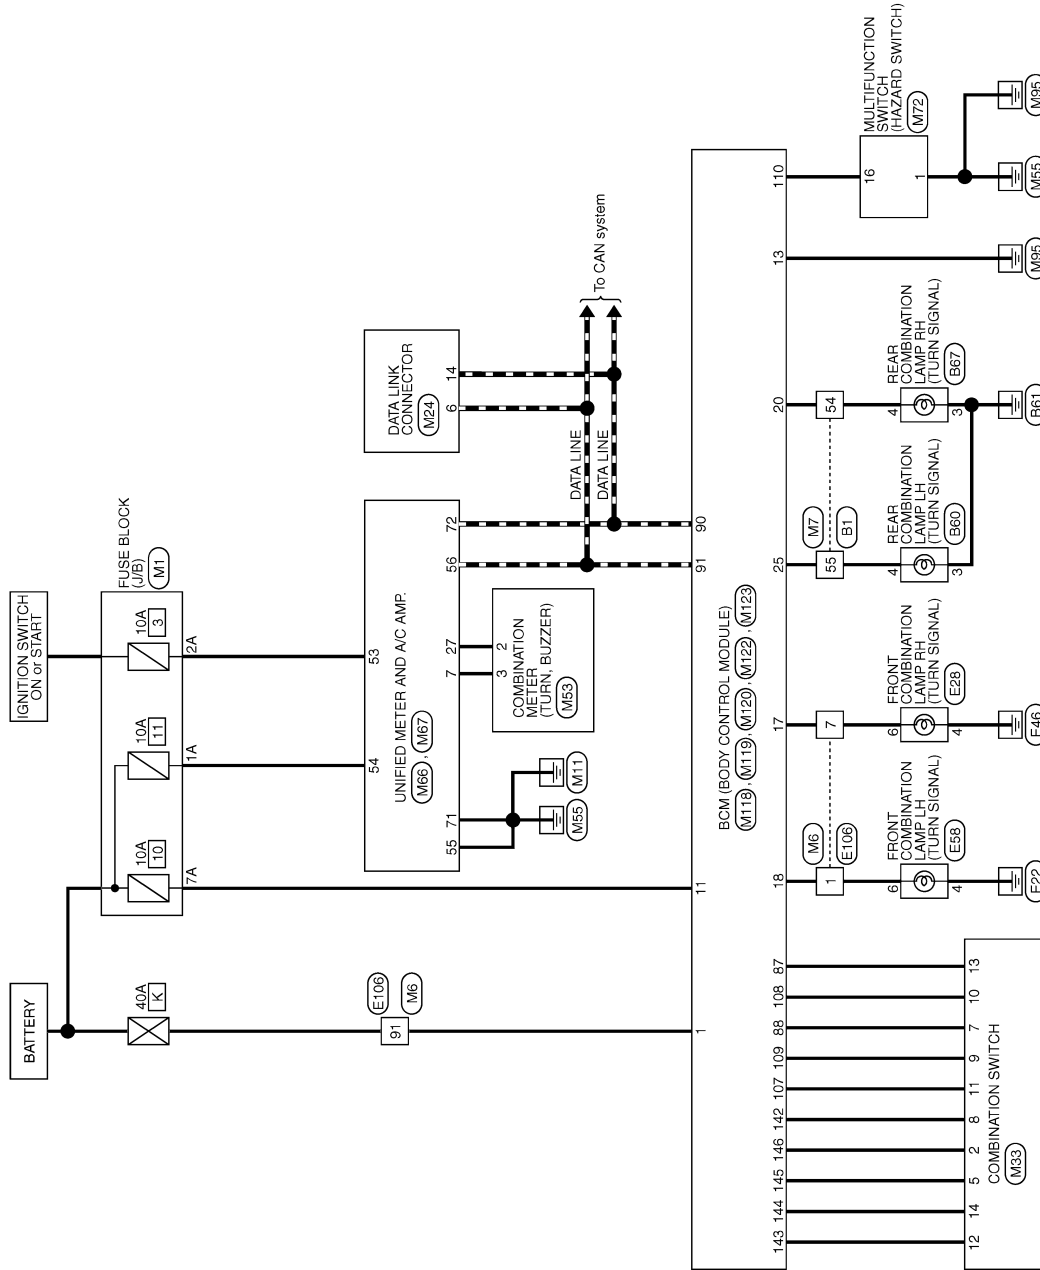 BATTERY
40A
K
E106
91
M6
IGNITION SWITCH
ON or START
FUSE BLOCK
(J/B)
M1
10A
10
10A
11
10A
3
7A
1A
2A
54
53
UNIFIED METER AND A/C AMP.
M66 , M67
55
71
7
27
56
72
M55
M11
3
2
COMBINATION
METER
(TURN, BUZZER)
M53
DATA LINK
CONNECTOR
M24
6
14
DATA LINE
DATA LINE
To CAN system
1
11
91
90
BCM (BODY CONTROL MODULE)
M118 , M119 , M120 , M122 , M123
143
144
145
146
142
107
109
88
108
87
18
17
25
20
13
110
12
14
5
2
8
11
9
7
10
13
COMBINATION SWITCH
M33
1
M6
E106
7
6
4
FRONT
COMBINATION
LAMP LH
(TURN SIGNAL)
E58
6
4
FRONT
COMBINATION
LAMP RH
(TURN SIGNAL)
E28
55
M7
B1
54
4
3
REAR
COMBINATION
LAMP LH
(TURN SIGNAL)
B60
4
3
REAR
COMBINATION
LAMP RH
(TURN SIGNAL)
B67
16
1
MULTIFUNCTION
SWITCH
(HAZARD SWITCH)
M72
B61
M95
M55
M95